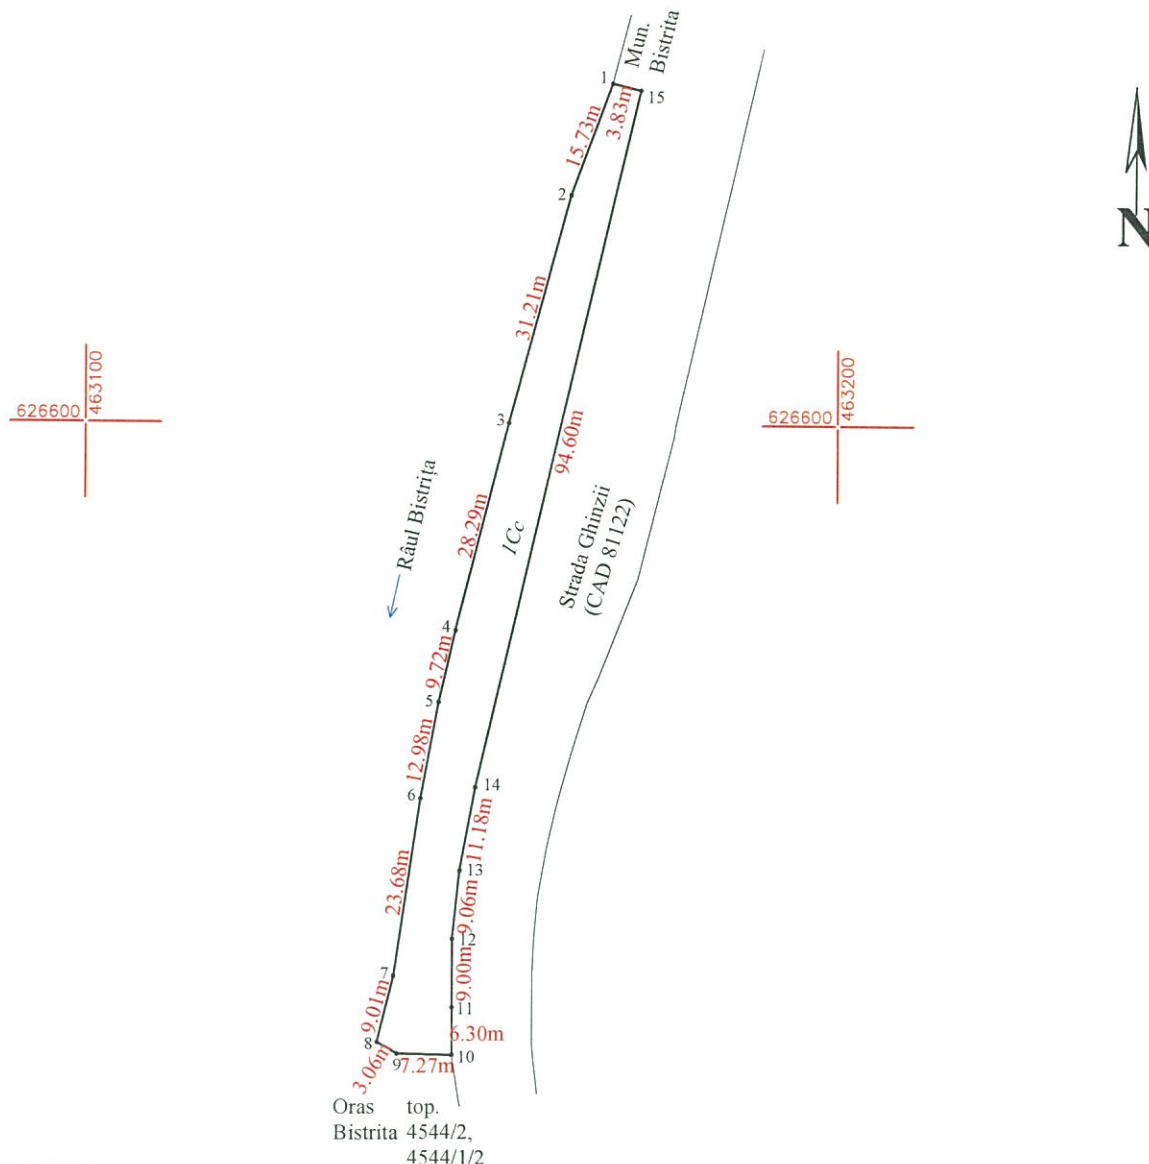 Mun.
Bistrita
1
15
3.83m
15.73m
2
N
31.21m
463100
626600
463200
626600
3
94.60m
Râul Bistrița
28.29m
1Cc
Strada Ghinzii
(CAD 81122)
4
9.72m
5
12.98m
6
14
11.18m
13
23.68m
9.06m
12
7
9.00m
9.01m
11
6.30m
8
10
3.06m
9
7.27m
Oras top.
Bistrita 4544/2,
4544/1/2